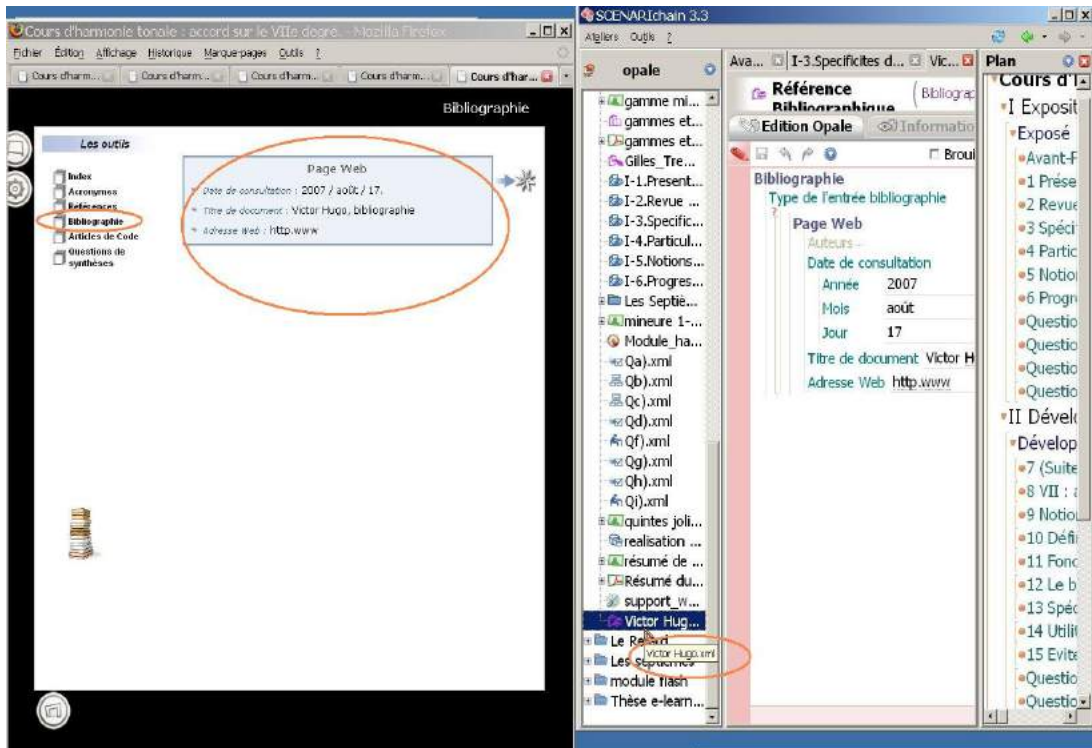 Cours d'harmonie tonale : accord sur le VIIe degré. - Mozilla Firefox
Fichier Édition Affichage Historique Marque-pages Outils ?
Cours d'harm... Cours d'harm... Cours d'harm... Cours d'harm... Cours d'har...
Bibliographie
Les outils
Index
Acronymes
Références
Bibliographie
Articles de Code
Questions de
synthèses
Page Web
Date de consultation : 2007 / août / 17.
Titre de document : Victor Hugo, bibliographie
Adresse Web : http.www
SCENARIchain 3.3
Ateliers Outils ?
opale
gamme mi...
gammes et...
gammes et...
Gilles_Tre...
I-1.Present...
I-2.Revue ...
I-3.Specific...
I-4.Particul...
I-5.Notions...
I-6.Progres...
Les Septiè...
mineure 1-...
Module_ha...
Qa).xml
Qb).xml
Qc).xml
Qd).xml
Qf).xml
Qg).xml
Qh).xml
Qi).xml
quintes joli...
realisation ...
résumé de ...
Résumé du...
support_w...
Victor Hug...
Le Re
Victor Hugo.xml
Les septièmes
module flash
Thèse e-learn...
Ava... I-3.Specificites d... Vic...
Référence
Bibliographique
Bibliograp
Edition Opale Informatio
Broui
Bibliographie
Type de l'entrée bibliographie
?
Page Web
Auteurs
Date de consultation
Année 2007
Mois août
Jour 17
Titre de document Victor H
Adresse Web http.www
Plan
Cours d'
I Exposit
Exposé
Avant-F
1 Prése
2 Revue
3 Spéci
4 Partic
5 Notio
6 Progr
Questio
Questio
Questio
Questio
II Dévelo
Dévelop
7 (Suite
8 VII : a
9 Notio
10 Défi
11 Fonc
12 Le b
13 Spéc
14 Utilit
15 Evite
Questio
Questio